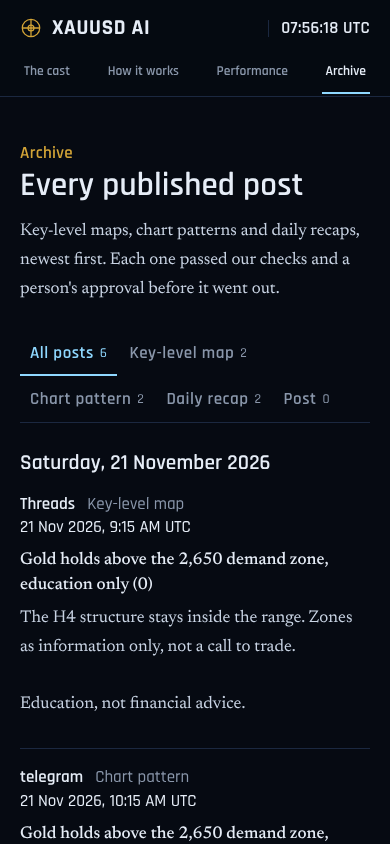 XAUUSD AI
07:56:18 UTC
The cast
How it works
Performance
Archive
Archive
Every published post
Key-level maps, chart patterns and daily recaps,
newest first. Each one passed our checks and a
person's approval before it went out.
All posts 6
Key-level map 2
Chart pattern 2
Daily recap 2
Post 0
Saturday, 21 November 2026
Threads Key-level map
21 Nov 2026, 9:15 AM UTC
Gold holds above the 2,650 demand zone,
education only (0)
The H4 structure stays inside the range. Zones
as information only, not a call to trade.
Education, not financial advice.
telegram Chart pattern
21 Nov 2026, 10:15 AM UTC
Gold holds above the 2,650 demand zone,